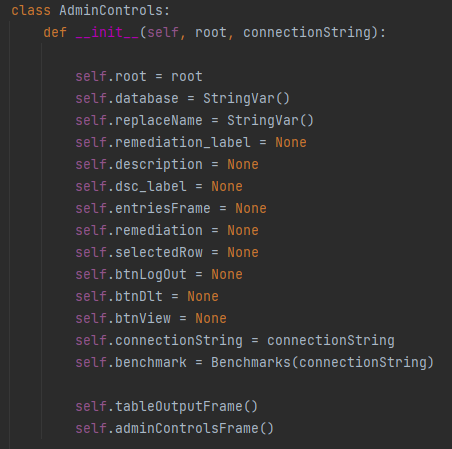 class AdminControls:
    def __init__(self, root, connectionString):

        self.root = root
        self.database = StringVar()
        self.replaceName = StringVar()
        self.remediation_label = None
        self.description = None
        self.dsc_label = None
        self.entriesFrame = None
        self.remediation = None
        self.selectedRow = None
        self.btnLogOut = None
        self.btnDlt = None
        self.btnView = None
        self.connectionString = connectionString
        self.benchmark = Benchmarks(connectionString)

        self.tableOutputFrame()
        self.adminControlsFrame()